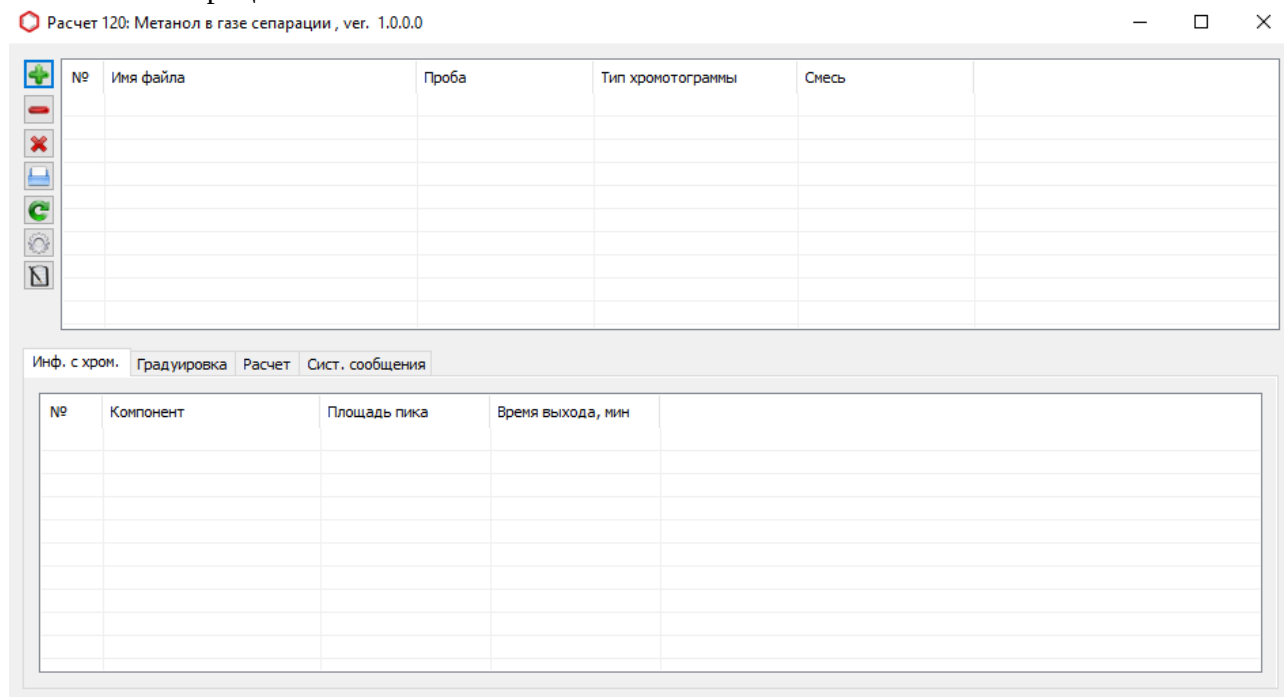 Расчет 120: Метанол в газе сепарации , ver. 1.0.0.0
№ Имя файла Проба Тип хромотограммы Смесь
Инф. с хром. Градуировка Расчет Сист. сообщения
№ Компонент Площадь пика Время выхода, мин